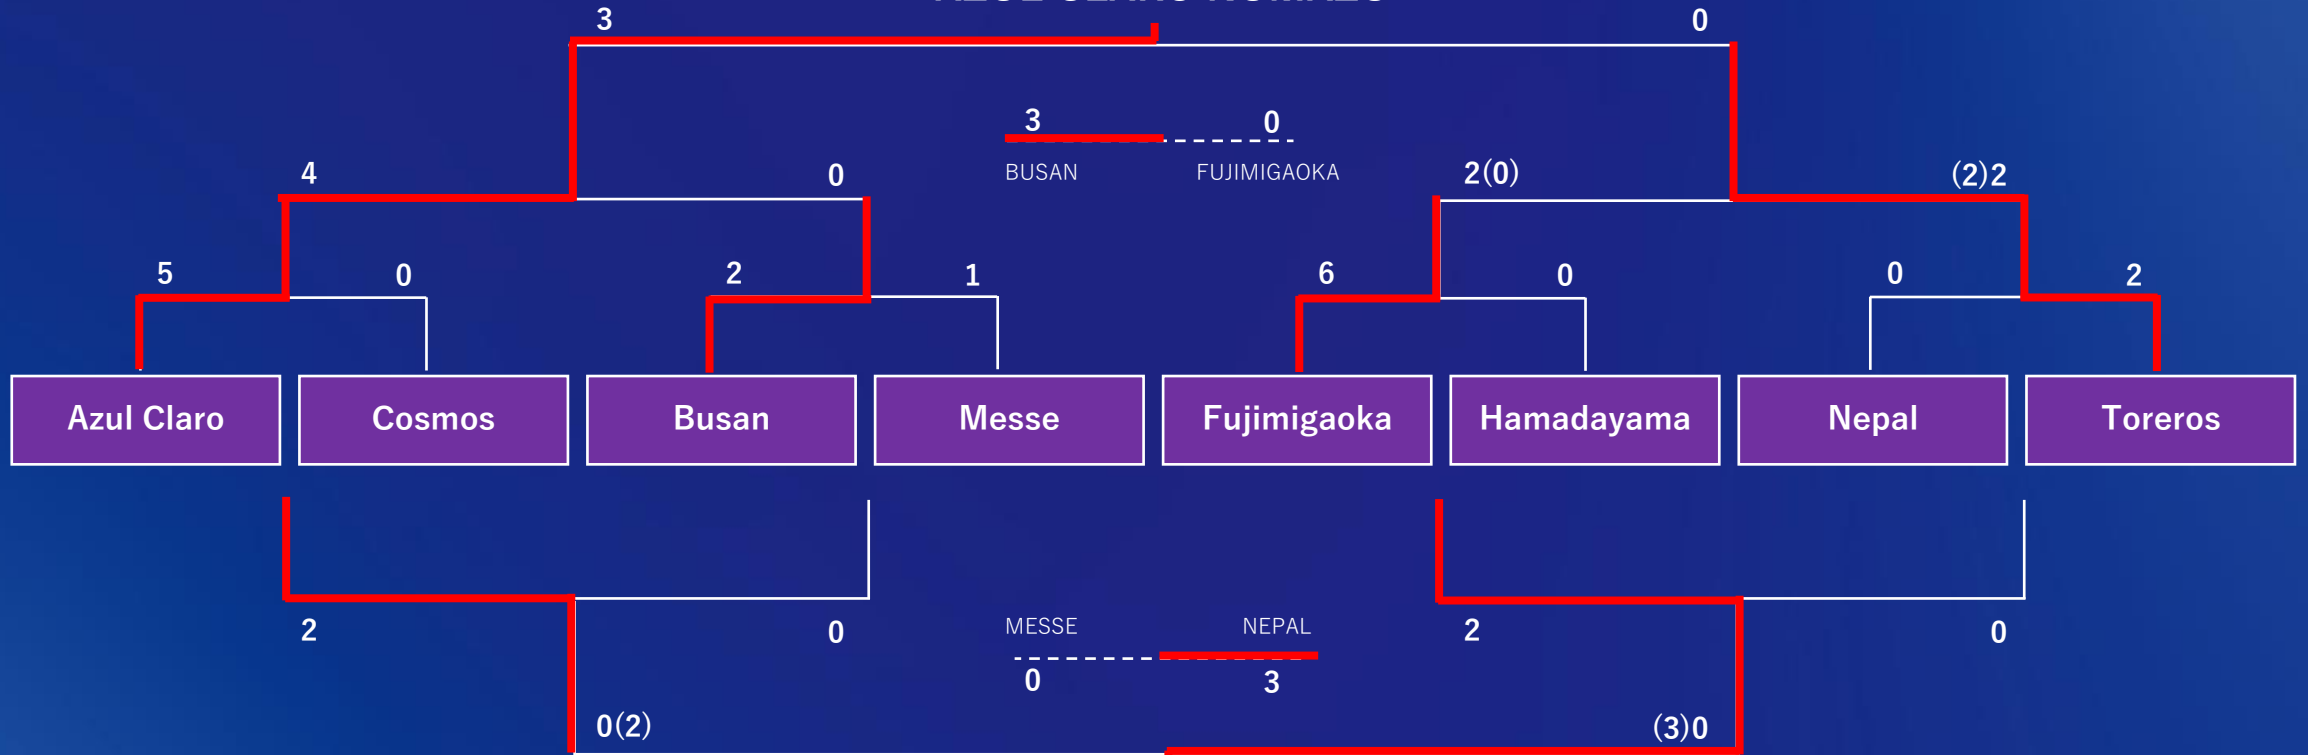 3 0
3 0
BUSAN FUJIMIGAOKA
4 0 2(0) (2)2
5 0 2 1 6 0 0 2
Azul Claro Cosmos Busan Messe Fujimigaoka Hamadayama Nepal Toreros
2 0 2 0
MESSE NEPAL
0 3
0(2) (3)0